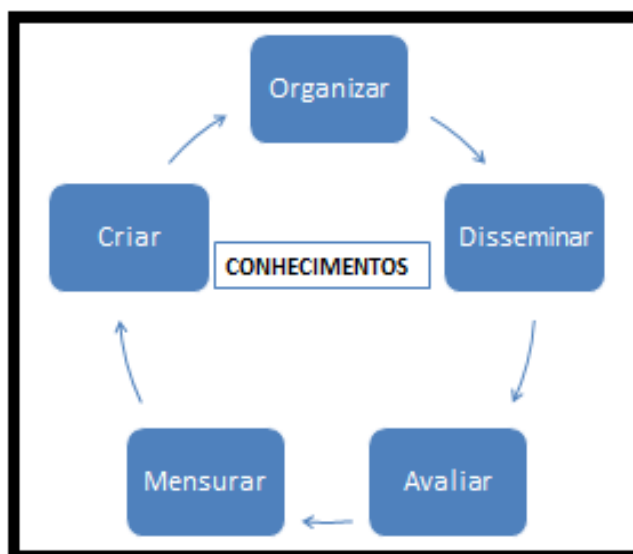 Organizar
Criar
Disseminar
CONHECIMENTOS
Mensurar
Avaliar